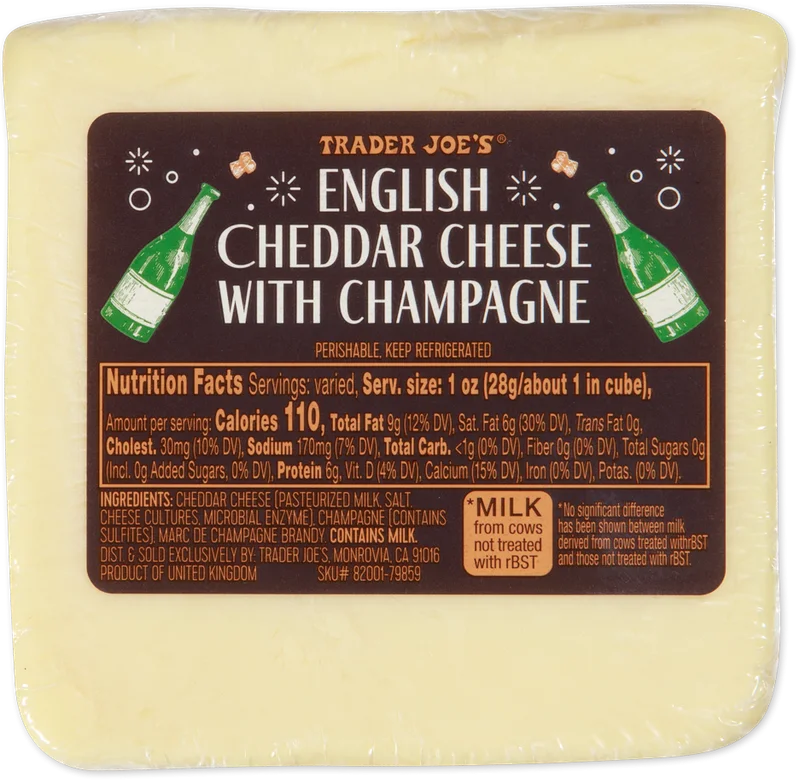 TRADER JOE'S®
ENGLISH
CHEDDAR CHEESE
WITH CHAMPAGNE
PERISHABLE, KEEP REFRIGERATED
Nutrition Facts Servings: varied, Serv. size: 1 oz (28g/about 1 in cube),
Amount per serving: Calories 110, Total Fat 9g (12% DV), Sat. Fat 6g (30% DV), Trans Fat 0g,
Cholest. 30mg (10% DV), Sodium 170mg (7% DV), Total Carb. <1g (0% DV), Fiber 0g (0% DV), Total Sugars 0g
(Incl. 0g Added Sugars, 0% DV), Protein 6g, Vit. D (4% DV), Calcium (15% DV), Iron (0% DV), Potas. (0% DV).
INGREDIENTS: CHEDDAR CHEESE (PASTEURIZED MILK, SALT,
CHEESE CULTURES, MICROBIAL ENZYME), CHAMPAGNE (CONTAINS
SULFITES), MARC DE CHAMPAGNE BRANDY. CONTAINS MILK.
DIST & SOLD EXCLUSIVELY BY: TRADER JOE'S, MONROVIA, CA 91016
PRODUCT OF UNITED KINGDOM SKU# 82001-79859
*MILK
from cows
not treated
with rBST
*No significant difference
has been shown between milk
derived from cows treated withrBST
and those not treated with rBST.